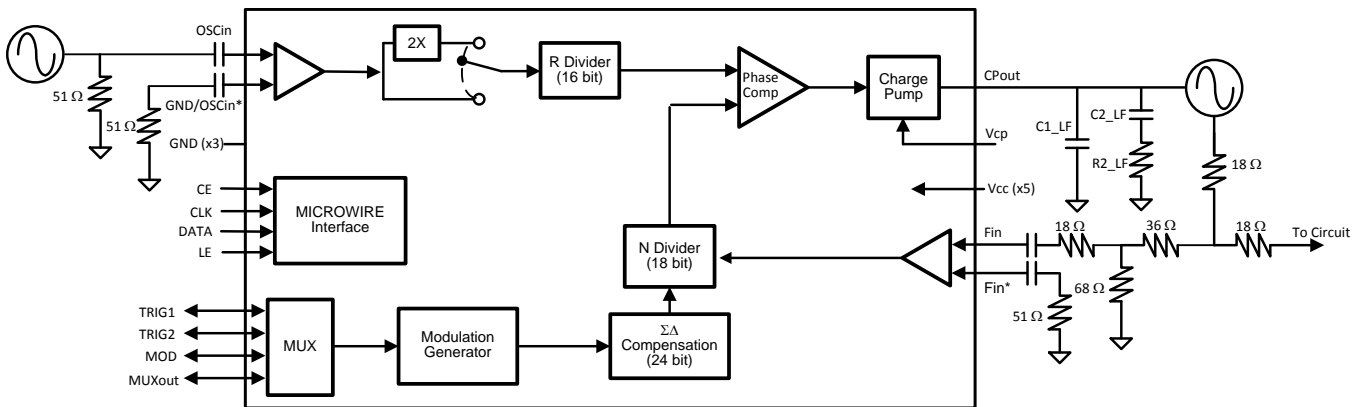 OSCin
2X
R Divider
(16 bit)
Phase
Comp
Charge
Pump
CPout
51 Ω
GND/OSCin*
51 Ω
GND (x3)
C1_LF
C2_LF
R2_LF
Vcp
18 Ω
CE
CLK
DATA
LE
MICROWIRE
Interface
Vcc (x5)
N Divider
(18 bit)
Fin
18 Ω
36 Ω
18 Ω
To Circuit
Fin*
51 Ω
68 Ω
TRIG1
TRIG2
MOD
MUXout
MUX
Modulation
Generator
ΣΔ
Compensation
(24 bit)